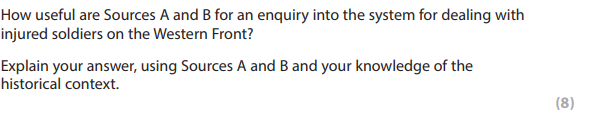 How useful are Sources A and B for an enquiry into the system for dealing with
injured soldiers on the Western Front?
Explain your answer, using Sources A and B and your knowledge of the
historical context.
(8)